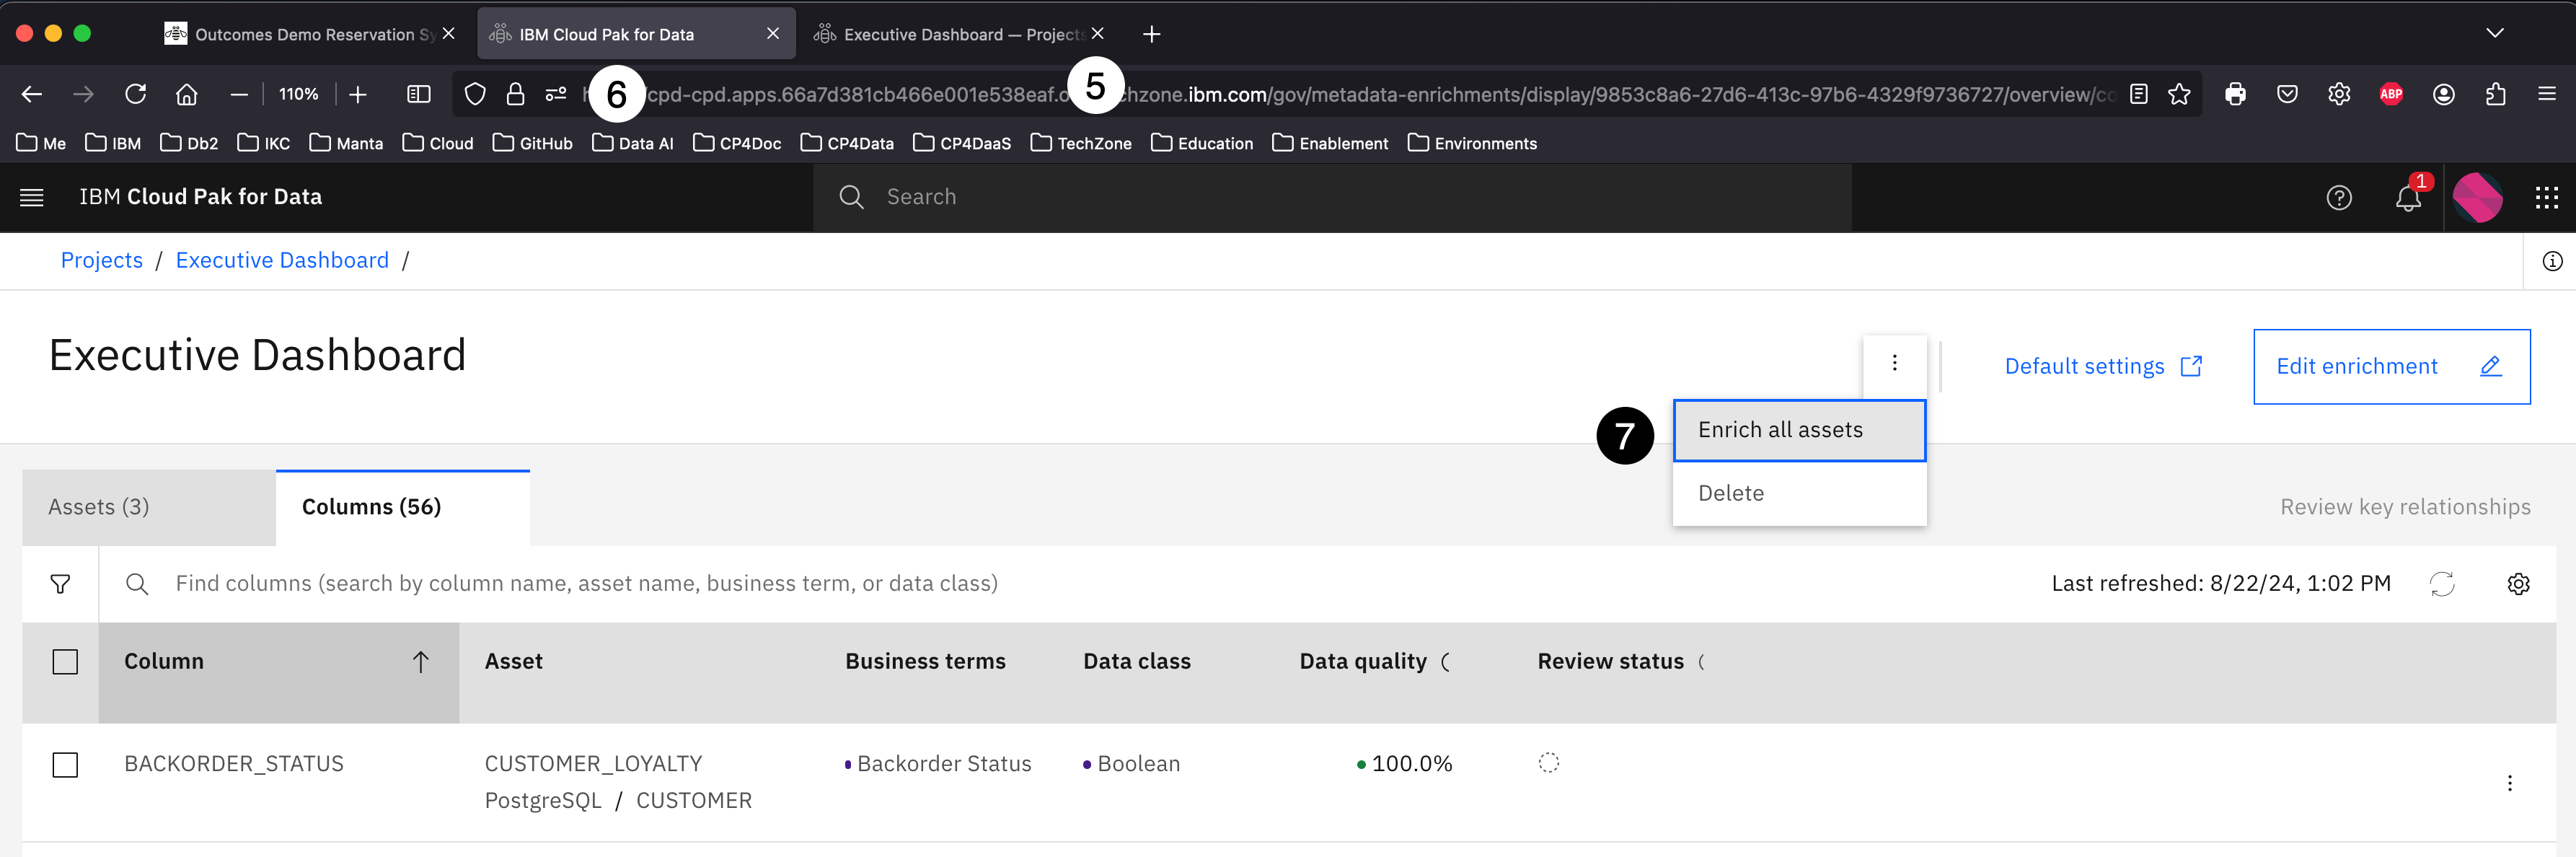 Outcomes Demo Reservation Sy
IBM Cloud Pak for Data
Executive Dashboard — Projects
110%
6
cpd-cpd.apps.66a7d381cb466e001e538eaf.
5
chzone.ibm.com/gov/metadata-enrichments/display/9853c8a6-27d6-413c-97b6-4329f9736727/overview/co
ABP
Me IBM Db2 IKC Manta Cloud GitHub Data AI CP4Doc CP4Data CP4DaaS TechZone Education Enablement Environments
IBM Cloud Pak for Data
Search
1
Projects / Executive Dashboard /
Executive Dashboard
Default settings
Edit enrichment
7
Enrich all assets
Delete
Assets (3)
Columns (56)
Review key relationships
Find columns (search by column name, asset name, business term, or data class)
Last refreshed: 8/22/24, 1:02 PM
Column Asset Business terms Data class Data quality Review status
BACKORDER_STATUS CUSTOMER_LOYALTY Backorder Status Boolean 100.0%
PostgreSQL / CUSTOMER